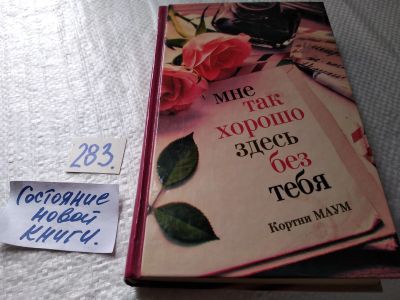 283.
Состояние
новой
книги.
мне
так
хорошо
здесь
без
тебя
Кортни МАУМ